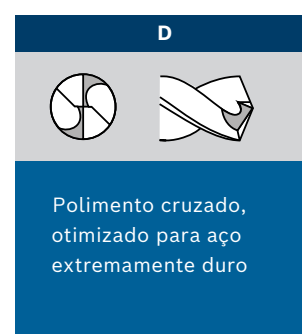 D
Polimento cruzado,
otimizado para aço
extremamente duro